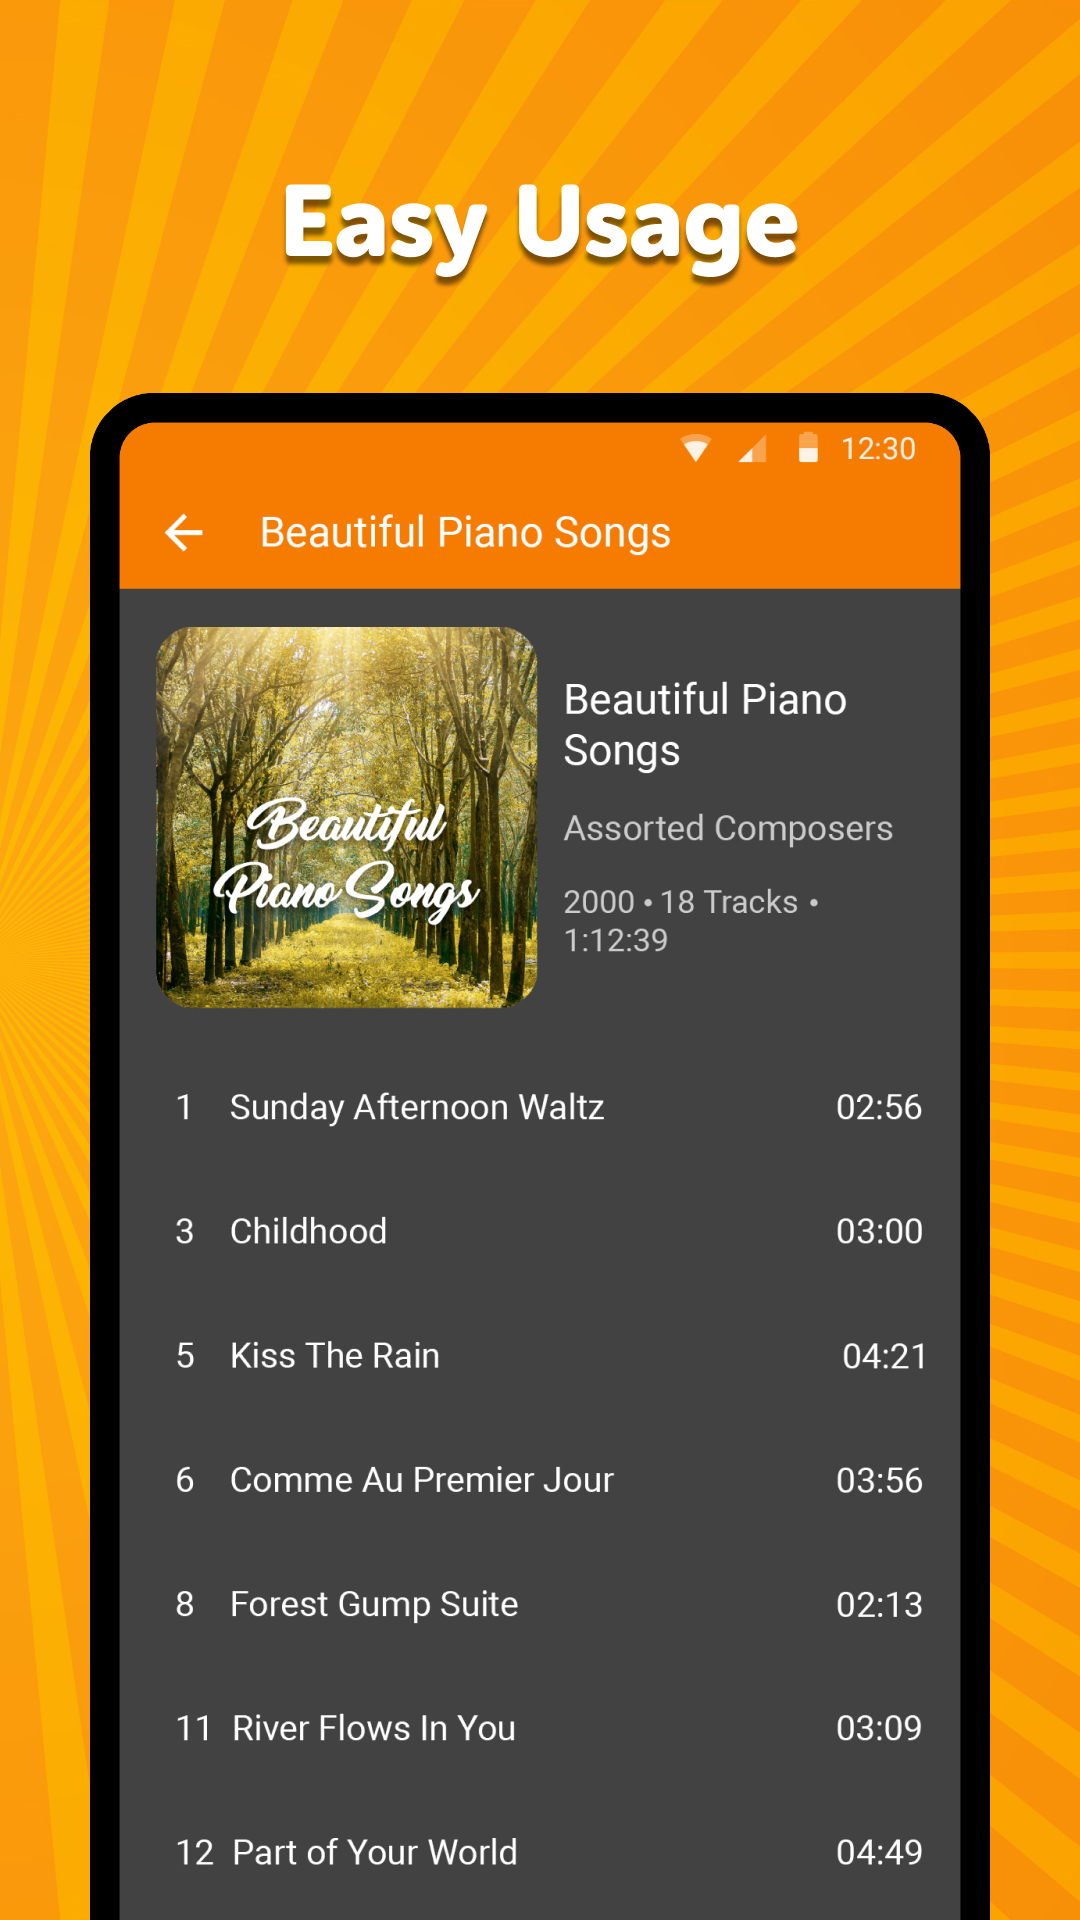 Easy Usage
12:30
Beautiful Piano Songs
Beautiful
Piano Songs
Beautiful Piano
Songs
Assorted Composers
2000 • 18 Tracks •
1:12:39
1 Sunday Afternoon Waltz 02:56
3 Childhood 03:00
5 Kiss The Rain 04:21
6 Comme Au Premier Jour 03:56
8 Forest Gump Suite 02:13
11 River Flows In You 03:09
12 Part of Your World 04:49